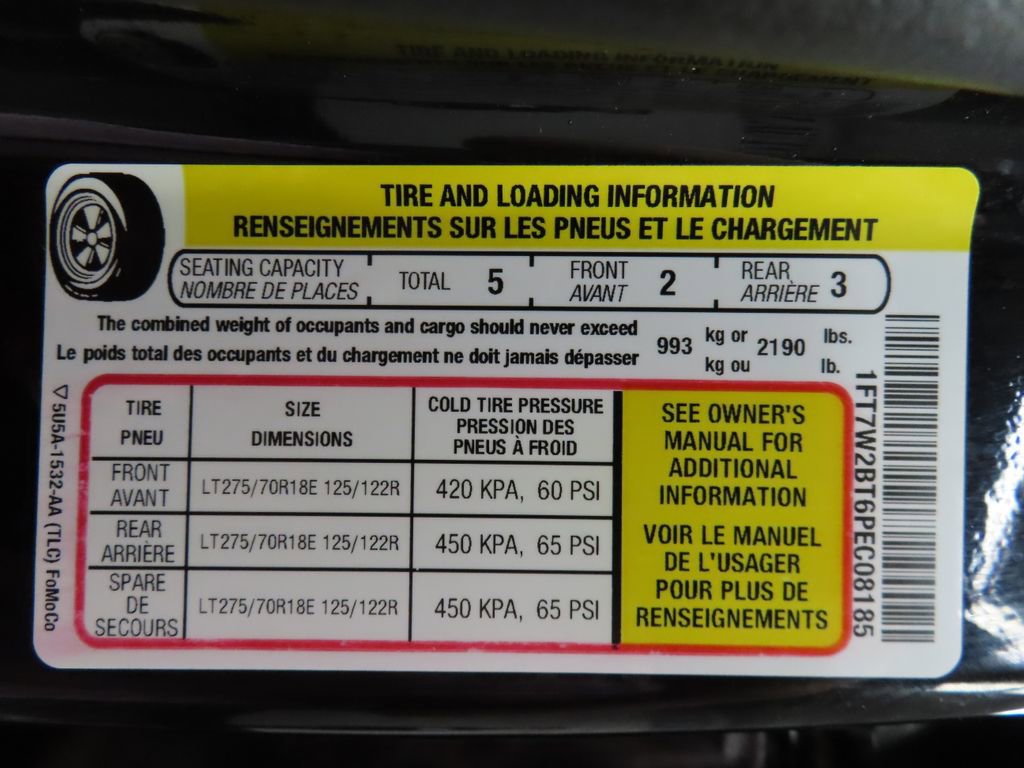 TIRE AND LOADING INFORMATION
RENSEIGNEMENTS SUR LES PNEUS ET LE CHARGEMENT
SEATING CAPACITY TOTAL 5 FRONT 2 REAR 3
NOMBRE DE PLACES AVANT ARRIÈRE
The combined weight of occupants and cargo should never exceed 993 kg or 2190 lbs.
Le poids total des occupants et du chargement ne doit jamais dépasser kg ou lb.
TIRE SIZE COLD TIRE PRESSURE
PNEU DIMENSIONS PRESSION DES
PNEUS À FROID
FRONT
AVANT LT275/70R18E 125/122R 420 KPA, 60 PSI
REAR
ARRIÈRE LT275/70R18E 125/122R 450 KPA, 65 PSI
SPARE
DE
SECOURS LT275/70R18E 125/122R 450 KPA, 65 PSI
SEE OWNER'S
MANUAL FOR
ADDITIONAL
INFORMATION
VOIR LE MANUEL
DE L'USAGER
POUR PLUS DE
RENSEIGNEMENTS
5U5A-1532-AA (TLC) FoMoCo
1FT7W2BT6PEC08185